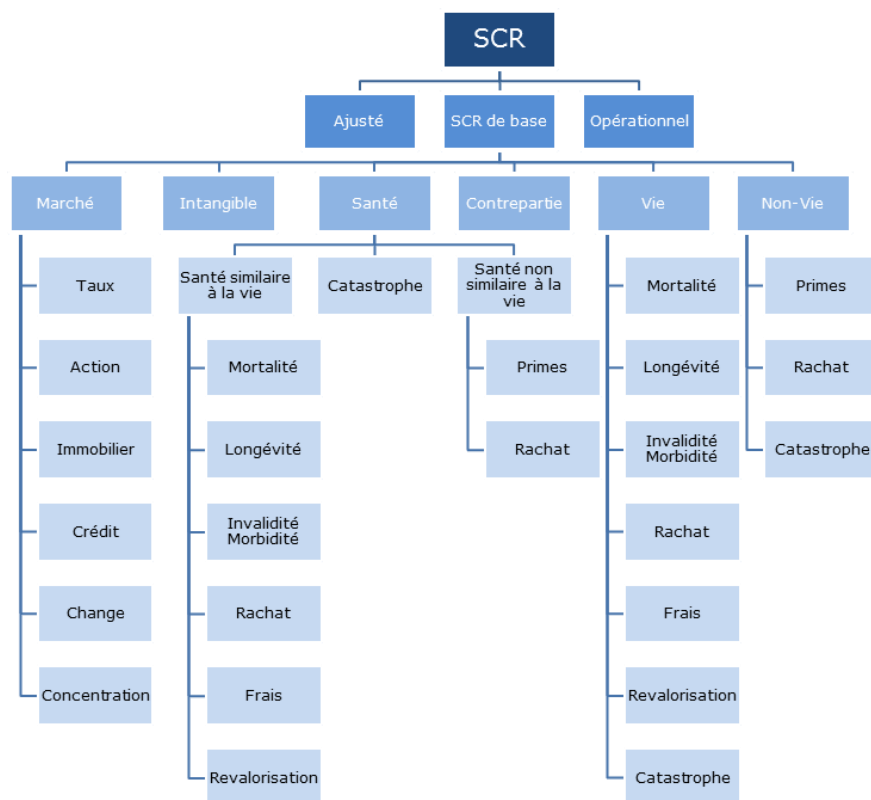 SCR
Ajusté
SCR de base
Opérationnel
Marché
Intangible
Santé
Contrepartie
Vie
Non-Vie
Taux
Action
Immobilier
Crédit
Change
Concentration
Santé similaire
à la vie
Mortalité
Longévité
Invalidité
Morbidité
Rachat
Frais
Revalorisation
Catastrophe
Santé non
similaire à la
vie
Primes
Rachat
Mortalité
Longévité
Invalidité
Morbidité
Rachat
Frais
Revalorisation
Catastrophe
Primes
Rachat
Catastrophe